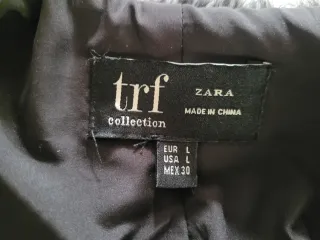 trf
collection
ZARA
MADE IN CHINA
EUR L
USA L
MEX 30